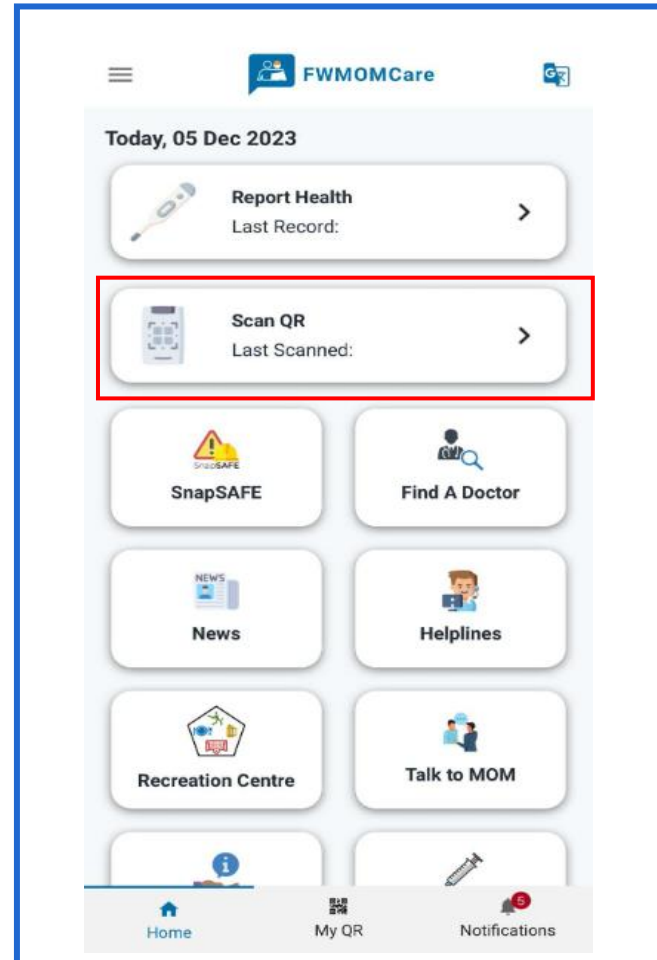 FWMOMCare
Today, 05 Dec 2023
Report Health
Last Record:
Scan QR
Last Scanned:
SnapSAFE
SnapSAFE
Find A Doctor
NEWS
News
Helplines
Recreation Centre
Talk to MOM
Home
My QR
5
Notifications